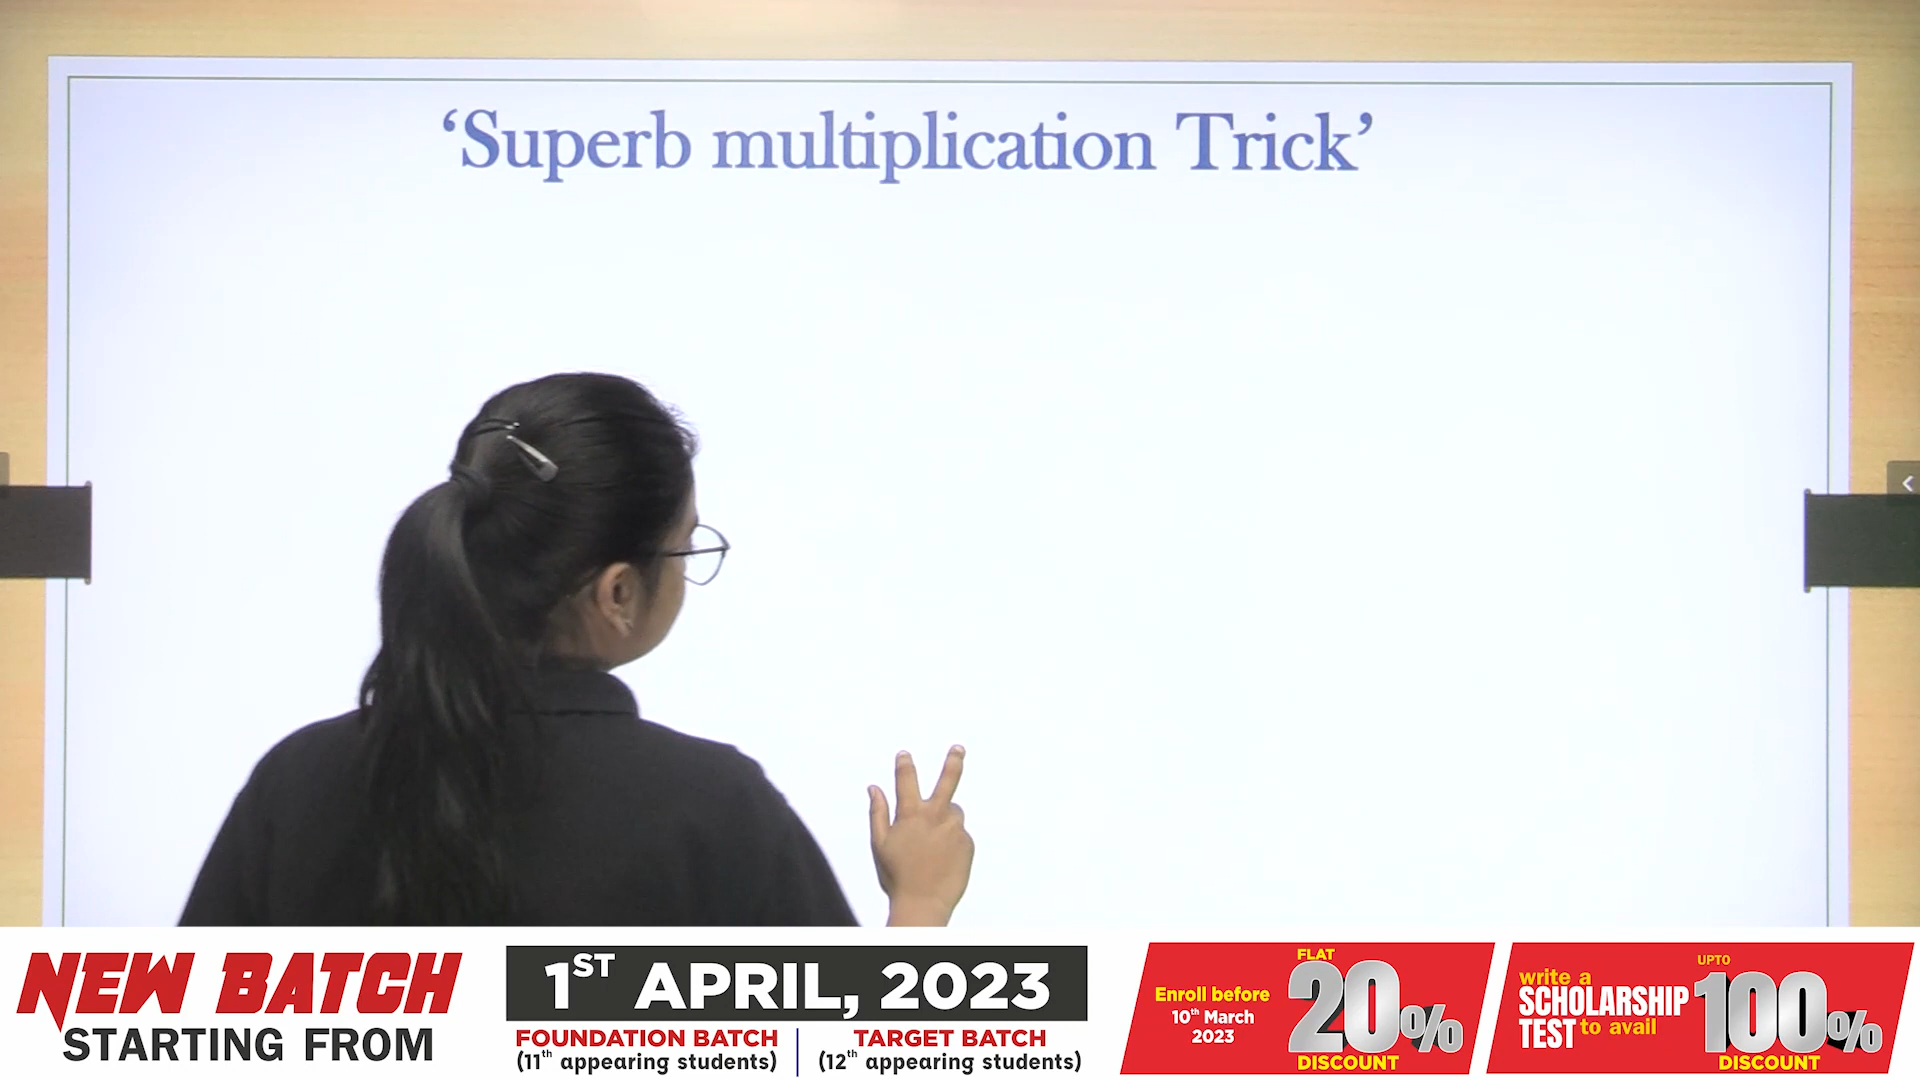 ‘Superb multiplication Trick’
NEW BATCH
STARTING FROM
1ST APRIL, 2023
FOUNDATION BATCH
(11th appearing students)
TARGET BATCH
(12th appearing students)
Enroll before
10th March
2023
FLAT
20%
DISCOUNT
write a
SCHOLARSHIP
TEST to avail
UPTO
100%
DISCOUNT